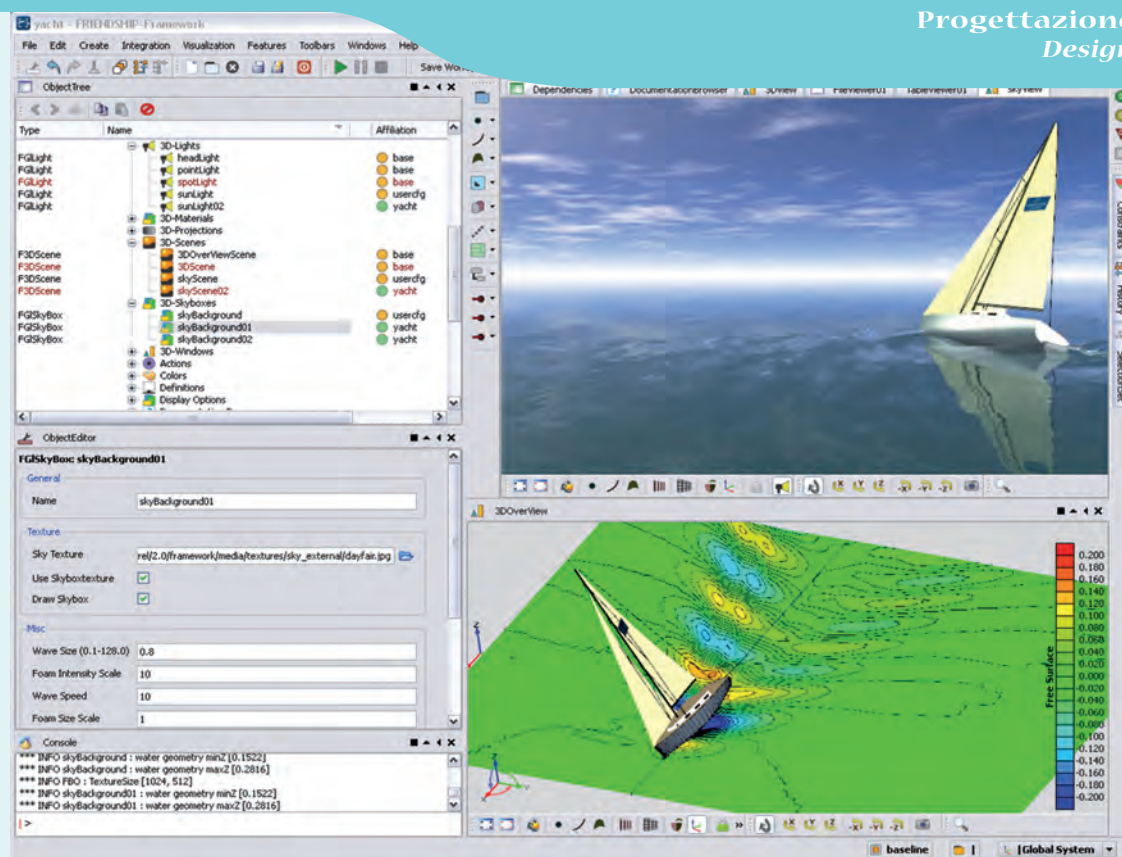 Progettazione
Design
yacht - FRIENDSHIP-Framework
File Edit Create Integration Visualization Features Toolbars Windows Help
Save
ObjectTree
Type Name Affiliation
3D-Lights
FGlLight headLight base
FGlLight pointLight base
FGlLight spotLight base
FGlLight sunLight usercfg
FGlLight sunLight02 yacht
3D-Materials
3D-Projections
3D-Scenes
F3DScene 3DOverViewScene base
F3DScene 3DScene base
F3DScene skyScene usercfg
F3DScene skyScene02 yacht
3D-Skyboxes
FGlSkyBox skyBackground usercfg
FGlSkyBox skyBackground01 yacht
FGlSkyBox skyBackground02 yacht
3D-Windows
Actions
Colors
Definitions
Display Options
ObjectEditor
FGlSkyBox: skyBackground01
General
Name skyBackground01
Texture
Sky Texture rel/2.0/framework/media/textures/sky_external/dayfair.jpg
Use Skyboxtexture
Draw Skybox
Misc
Wave Size (0.1-128.0) 0.8
Foam Intensity Scale 10
Wave Speed 10
Foam Size Scale 1
Console
*** INFO skyBackground : water geometry minZ [0.1522]
*** INFO skyBackground : water geometry maxZ [0.2816]
*** INFO FBO : TextureSize [1024, 512]
*** INFO skyBackground01 : water geometry minZ [0.1522]
*** INFO skyBackground01 : water geometry maxZ [0.2816]
|>
Dependencies DocumentationBrowser 3DView FileViewer01 TableViewer01 SkyView
Constraints
History
SelectionSet
3DOverView
Free Surface
0.200
0.180
0.160
0.140
0.120
0.100
0.080
0.060
0.040
0.020
0.000
-0.020
-0.040
-0.060
-0.080
-0.100
-0.120
-0.140
-0.160
-0.180
-0.200
baseline | |Global System